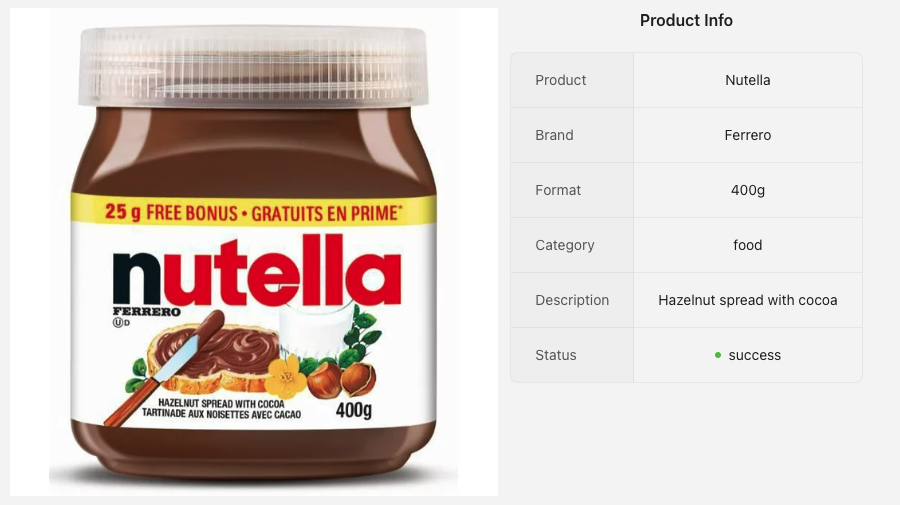 25 g FREE BONUS • GRATUITS EN PRIME*
nutella
FERRERO
U D
HAZELNUT SPREAD WITH COCOA
TARTINADE AUX NOISETTES AVEC CACAO
400g
Product Info
Product Nutella
Brand Ferrero
Format 400g
Category food
Description Hazelnut spread with cocoa
Status success